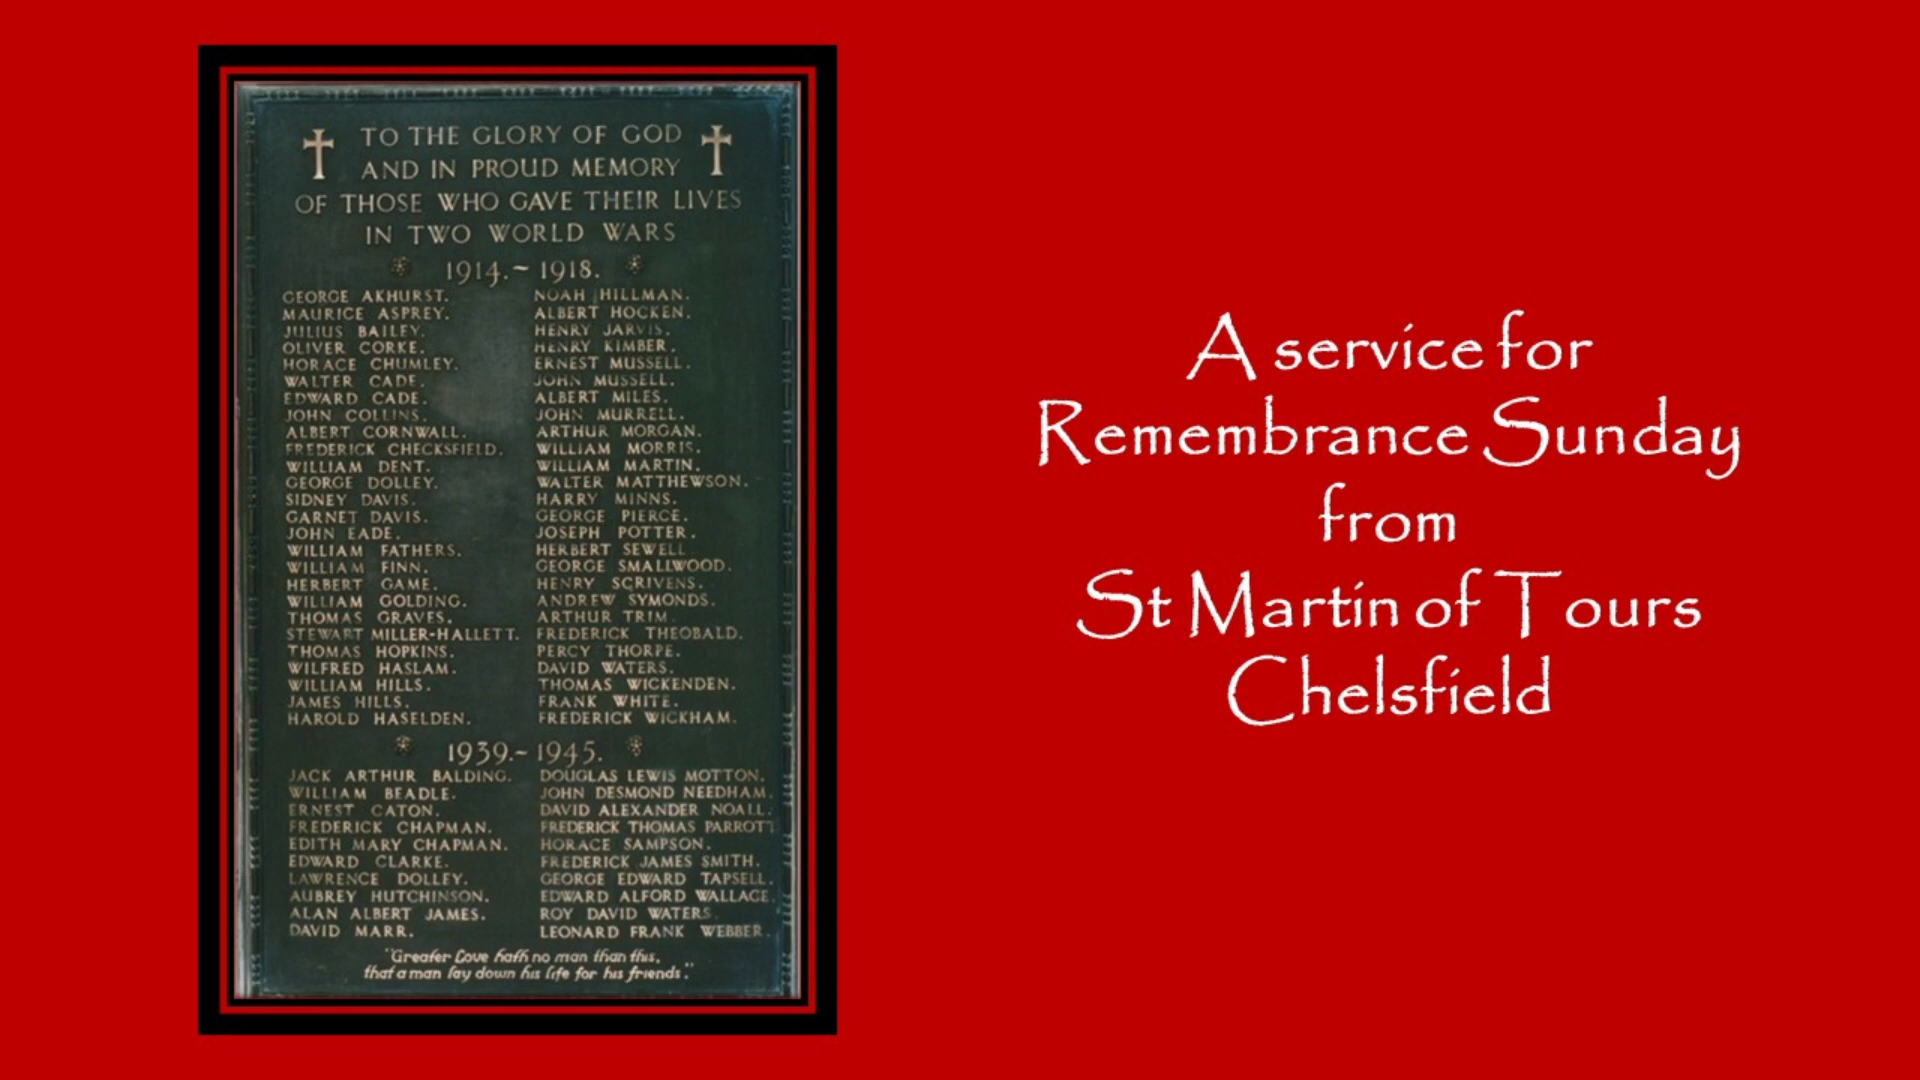 TO THE GLORY OF GOD
AND IN PROUD MEMORY
OF THOSE WHO GAVE THEIR LIVES
IN TWO WORLD WARS
1914.~1918.
GEORGE AKHURST.
MAURICE ASPREY.
JULIUS BAILEY.
OLIVER CORKE.
HORACE CHUMLEY.
WALTER CADE.
EDWARD CADE.
JOHN COLLINS.
ALBERT CORNWALL.
FREDERICK CHECKSFIELD.
WILLIAM DENT.
GEORGE DOLLEY.
SIDNEY DAVIS.
GARNET DAVIS.
JOHN EADE.
WILLIAM FATHERS.
WILLIAM FINN.
HERBERT GAME.
WILLIAM GOLDING.
THOMAS GRAVES.
STEWART MILLER-HALLETT.
THOMAS HOPKINS.
WILFRED HASLAM.
WILLIAM HILLS.
JAMES HILLS.
HAROLD HASELDEN.
NOAH HILLMAN.
ALBERT HOCKEN.
HENRY JARVIS.
HENRY KIMBER.
ERNEST MUSSELL.
JOHN MUSSELL.
ALBERT MILES.
JOHN MURRELL.
ARTHUR MORGAN.
WILLIAM MORRIS.
WILLIAM MARTIN.
WALTER MATTHEWSON.
HARRY MINNS.
GEORGE PIERCE.
JOSEPH POTTER.
HERBERT SEWELL
GEORGE SMALLWOOD.
HENRY SCRIVENS.
ANDREW SYMONDS.
ARTHUR TRIM.
FREDERICK THEOBALD.
PERCY THORPE.
DAVID WATERS.
THOMAS WICKENDEN.
FRANK WHITE.
FREDERICK WICKHAM.
1939.~1945.
JACK ARTHUR BALDING.
WILLIAM BEADLE.
ERNEST CATON.
FREDERICK CHAPMAN.
EDITH MARY CHAPMAN.
EDWARD CLARKE.
LAWRENCE DOLLEY.
AUBREY HUTCHINSON.
ALAN ALBERT JAMES.
DAVID MARR.
DOUGLAS LEWIS MOTTON.
JOHN DESMOND NEEDHAM.
DAVID ALEXANDER NOALL.
FREDERICK THOMAS PARROTT
HORACE SAMPSON.
FREDERICK JAMES SMITH.
GEORGE EDWARD TAPSELL.
EDWARD ALFORD WALLACE.
ROY DAVID WATERS.
LEONARD FRANK WEBBER.
"Greater Love hath no man than this,
that a man lay down his life for his friends."
A service for
Remembrance Sunday
from
St Martin of Tours
Chelsfield